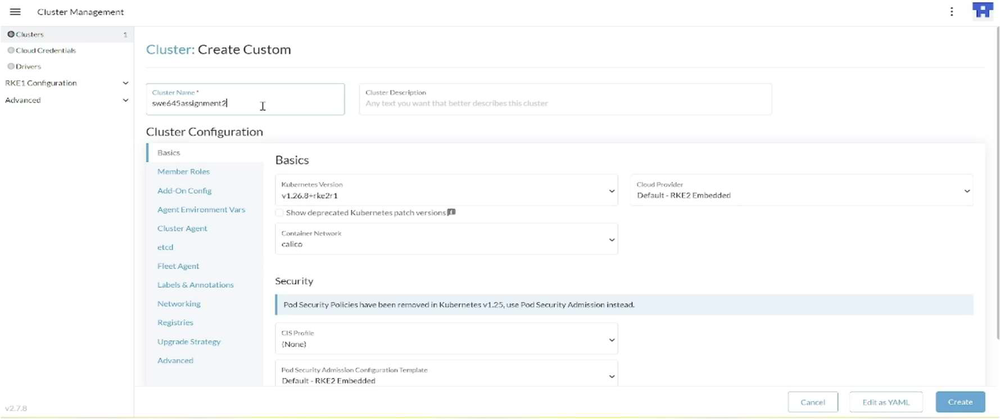 Cluster Management
Clusters 1
Cloud Credentials
Drivers
RKE1 Configuration
Advanced
v2.7.8
Cluster: Create Custom
Cluster Name *
swe645assignment2
Cluster Description
Any text you want that better describes this cluster
Cluster Configuration
Basics
Member Roles
Add-On Config
Agent Environment Vars
Cluster Agent
etcd
Fleet Agent
Labels & Annotations
Networking
Registries
Upgrade Strategy
Advanced
Basics
Kubernetes Version
v1.26.8+rke2r1
Cloud Provider
Default - RKE2 Embedded
Show deprecated Kubernetes patch versions
Container Network
calico
Security
Pod Security Policies have been removed in Kubernetes v1.25, use Pod Security Admission instead.
CIS Profile
(None)
Pod Security Admission Configuration Template
Default - RKE2 Embedded
Cancel
Edit as YAML
Create